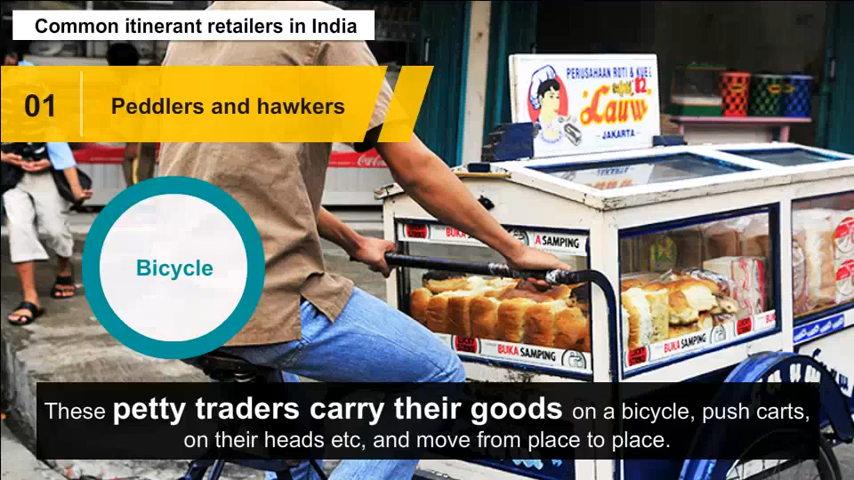 Common itinerant retailers in India
01 Peddlers and hawkers
PERUSAHAAN ROTI & KUE
Lauw
- JAKARTA -
BUKA
A SAMPING
Bicycle
BUKA SAMPING
BUKA SAMPING
These petty traders carry their goods on a bicycle, push carts,
on their heads etc, and move from place to place.